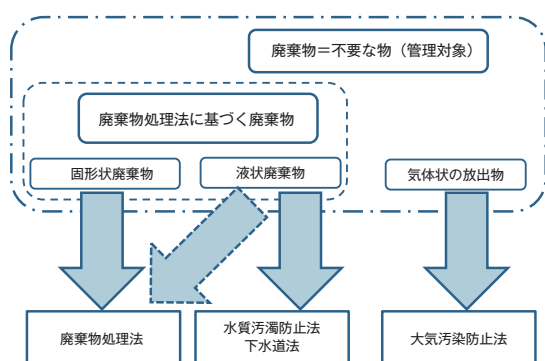 廃棄物＝不要な物（管理対象）
廃棄物処理法に基づく廃棄物
固形状廃棄物
液状廃棄物
気体状の放出物
廃棄物処理法
水質汚濁防止法
下水道法
大気汚染防止法